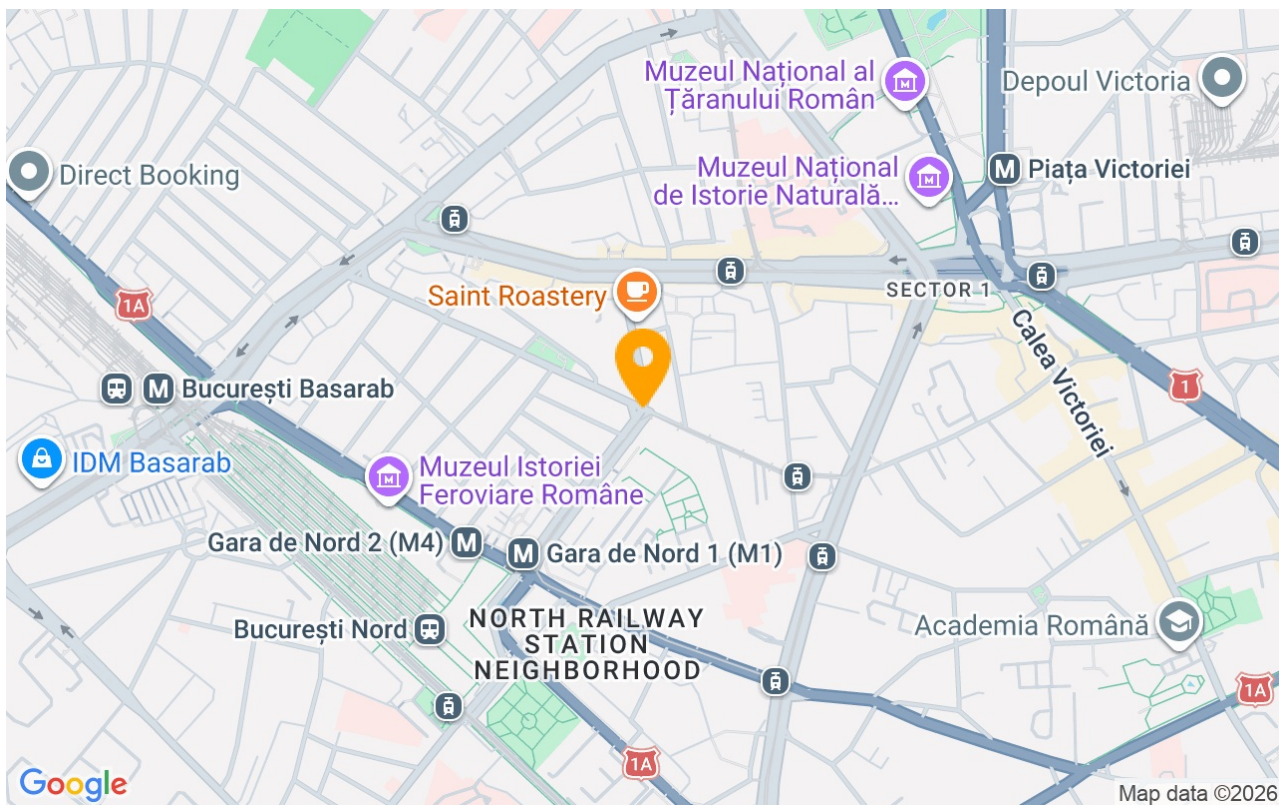 Muzeul Național al
Țăranului Român
Depoul Victoria
Direct Booking
Muzeul Național
de Istorie Naturală...
M Piața Victoriei
1A
Saint Roastery
SECTOR 1
Calea Victoriei
1
M București Basarab
IDM Basarab
Muzeul Istoriei
Feroviare Române
Gara de Nord 2 (M4) M
M Gara de Nord 1 (M1)
București Nord
NORTH RAILWAY
STATION
NEIGHBORHOOD
Academia Română
1A
1A
Google
Map data ©2026